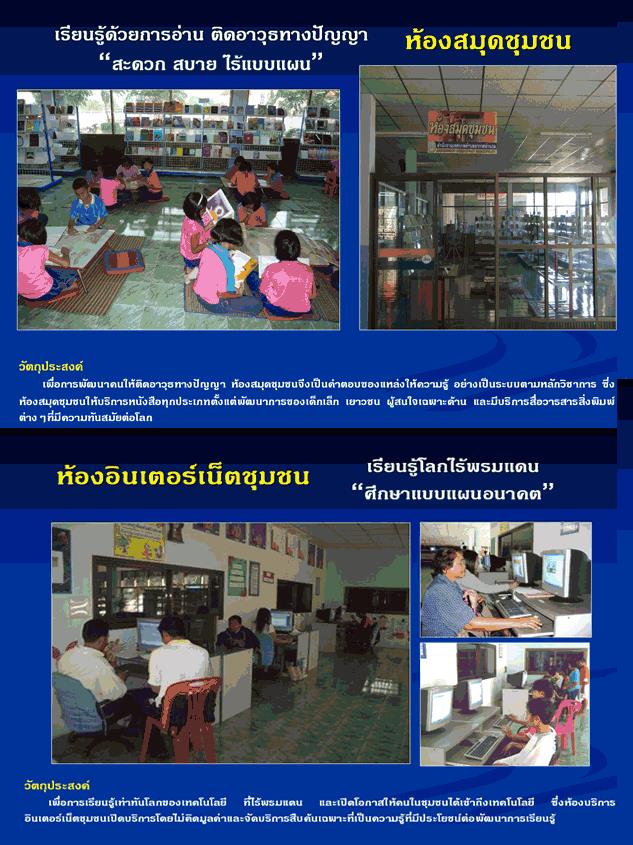 เรียนรู้ด้วยการอ่าน ติดอาวุธทางปัญญา
“สะดวก สบาย ไร้แบบแผน”
ห้องสมุดชุมชน
ห้องสมุดชุมชน
วัตถุประสงค์
เพื่อการพัฒนาคนให้ติดอาวุธทางปัญญา ห้องสมุดชุมชนจึงเป็นคำตอบของแหล่งให้ความรู้ อย่างเป็นระบบตามหลักวิชาการ ซึ่ง
ห้องสมุดชุมชนให้บริการหนังสือทุกประเภทตั้งแต่พัฒนาการของเด็กเล็ก เยาวชน ผู้สนใจเฉพาะด้าน และมีบริการสื่อวารสารสิ่งพิมพ์
ต่าง ๆที่มีความทันสมัยต่อโลก
ห้องอินเตอร์เน็ตชุมชน
เรียนรู้โลกไร้พรมแดน
“ศึกษาแบบแผนอนาคต”
วัตถุประสงค์
เพื่อการเรียนรู้เท่าทันโลกของเทคโนโลยี ที่ไร้พรมแดน และเปิดโอกาสให้คนในชุมชนได้เข้าถึงเทคโนโลยี ซึ่งห้องบริการ
อินเตอร์เน็ตชุมชนเปิดบริการโดยไม่คิดมูลค่าและจัดบริการสืบค้นเฉพาะที่เป็นความรู้ที่มีประโยชน์ต่อพัฒนาการเรียนรู้